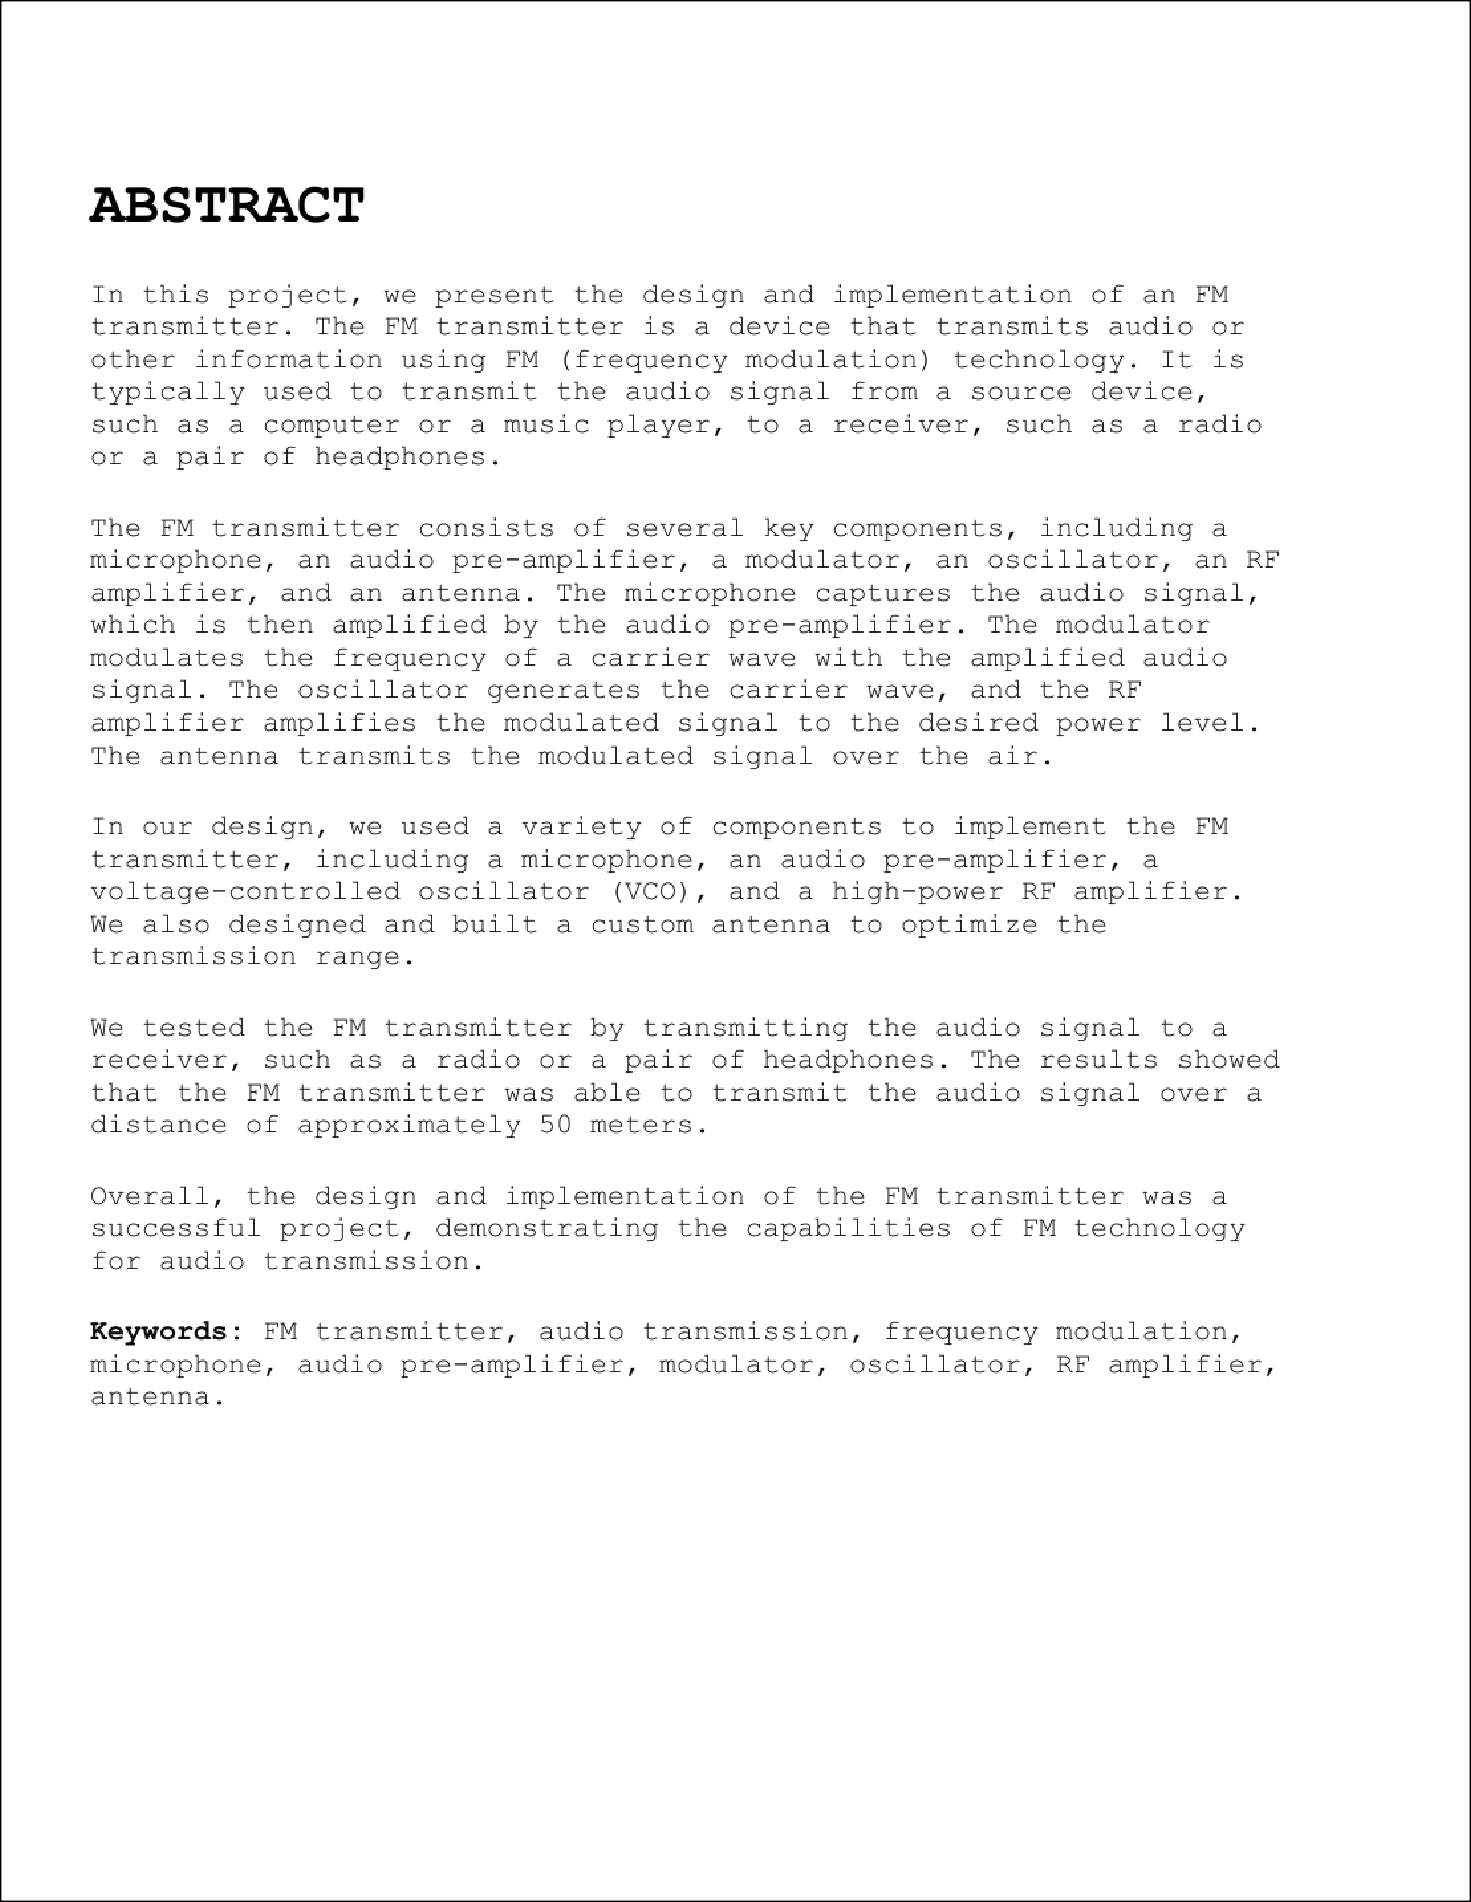 ABSTRACT
In this project, we present the design and implementation of an FM
transmitter. The FM transmitter is a device that transmits audio or
other information using FM (frequency modulation) technology. It is
typically used to transmit the audio signal from a source device,
such as a computer or a music player, to a receiver, such as a radio
or a pair of headphones.
The FM transmitter consists of several key components, including a
microphone, an audio pre-amplifier, a modulator, an oscillator, an RF
amplifier, and an antenna. The microphone captures the audio signal,
which is then amplified by the audio pre-amplifier. The modulator
modulates the frequency of a carrier wave with the amplified audio
signal. The oscillator generates the carrier wave, and the RF
amplifier amplifies the modulated signal to the desired power level.
The antenna transmits the modulated signal over the air.
In our design, we used a variety of components to implement the FM
transmitter, including a microphone, an audio pre-amplifier, a
voltage-controlled oscillator (VCO), and a high-power RF amplifier.
We also designed and built a custom antenna to optimize the
transmission range.
We tested the FM transmitter by transmitting the audio signal to a
receiver, such as a radio or a pair of headphones. The results showed
that the FM transmitter was able to transmit the audio signal over a
distance of approximately 50 meters.
Overall, the design and implementation of the FM transmitter was a
successful project, demonstrating the capabilities of FM technology
for audio transmission.
Keywords: FM transmitter, audio transmission, frequency modulation,
microphone, audio pre-amplifier, modulator, oscillator, RF amplifier,
antenna.